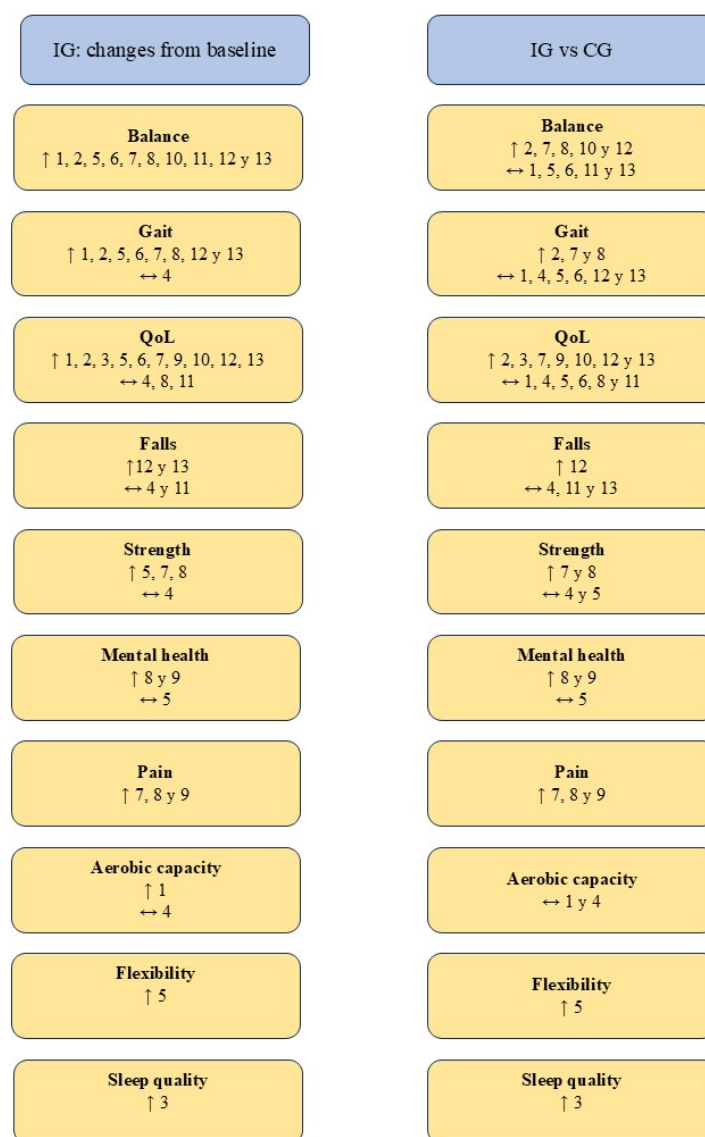 IG: changes from baseline
IG vs CG
Balance
↑ 1, 2, 5, 6, 7, 8, 10, 11, 12 y 13
Balance
↑ 2, 7, 8, 10 y 12
↔ 1, 5, 6, 11 y 13
Gait
↑ 1, 2, 5, 6, 7, 8, 12 y 13
↔ 4
Gait
↑ 2, 7 y 8
↔ 1, 4, 5, 6, 12 y 13
QoL
↑ 1, 2, 3, 5, 6, 7, 9, 10, 12, 13
↔ 4, 8, 11
QoL
↑ 2, 3, 7, 9, 10, 12 y 13
↔ 1, 4, 5, 6, 8 y 11
Falls
↑12 y 13
↔ 4 y 11
Falls
↑ 12
↔ 4, 11 y 13
Strength
↑ 5, 7, 8
↔ 4
Strength
↑ 7 y 8
↔ 4 y 5
Mental health
↑ 8 y 9
↔ 5
Mental health
↑ 8 y 9
↔ 5
Pain
↑ 7, 8 y 9
Pain
↑ 7, 8 y 9
Aerobic capacity
↑ 1
↔ 4
Aerobic capacity
↔ 1 y 4
Flexibility
↑ 5
Flexibility
↑ 5
Sleep quality
↑ 3
Sleep quality
↑ 3